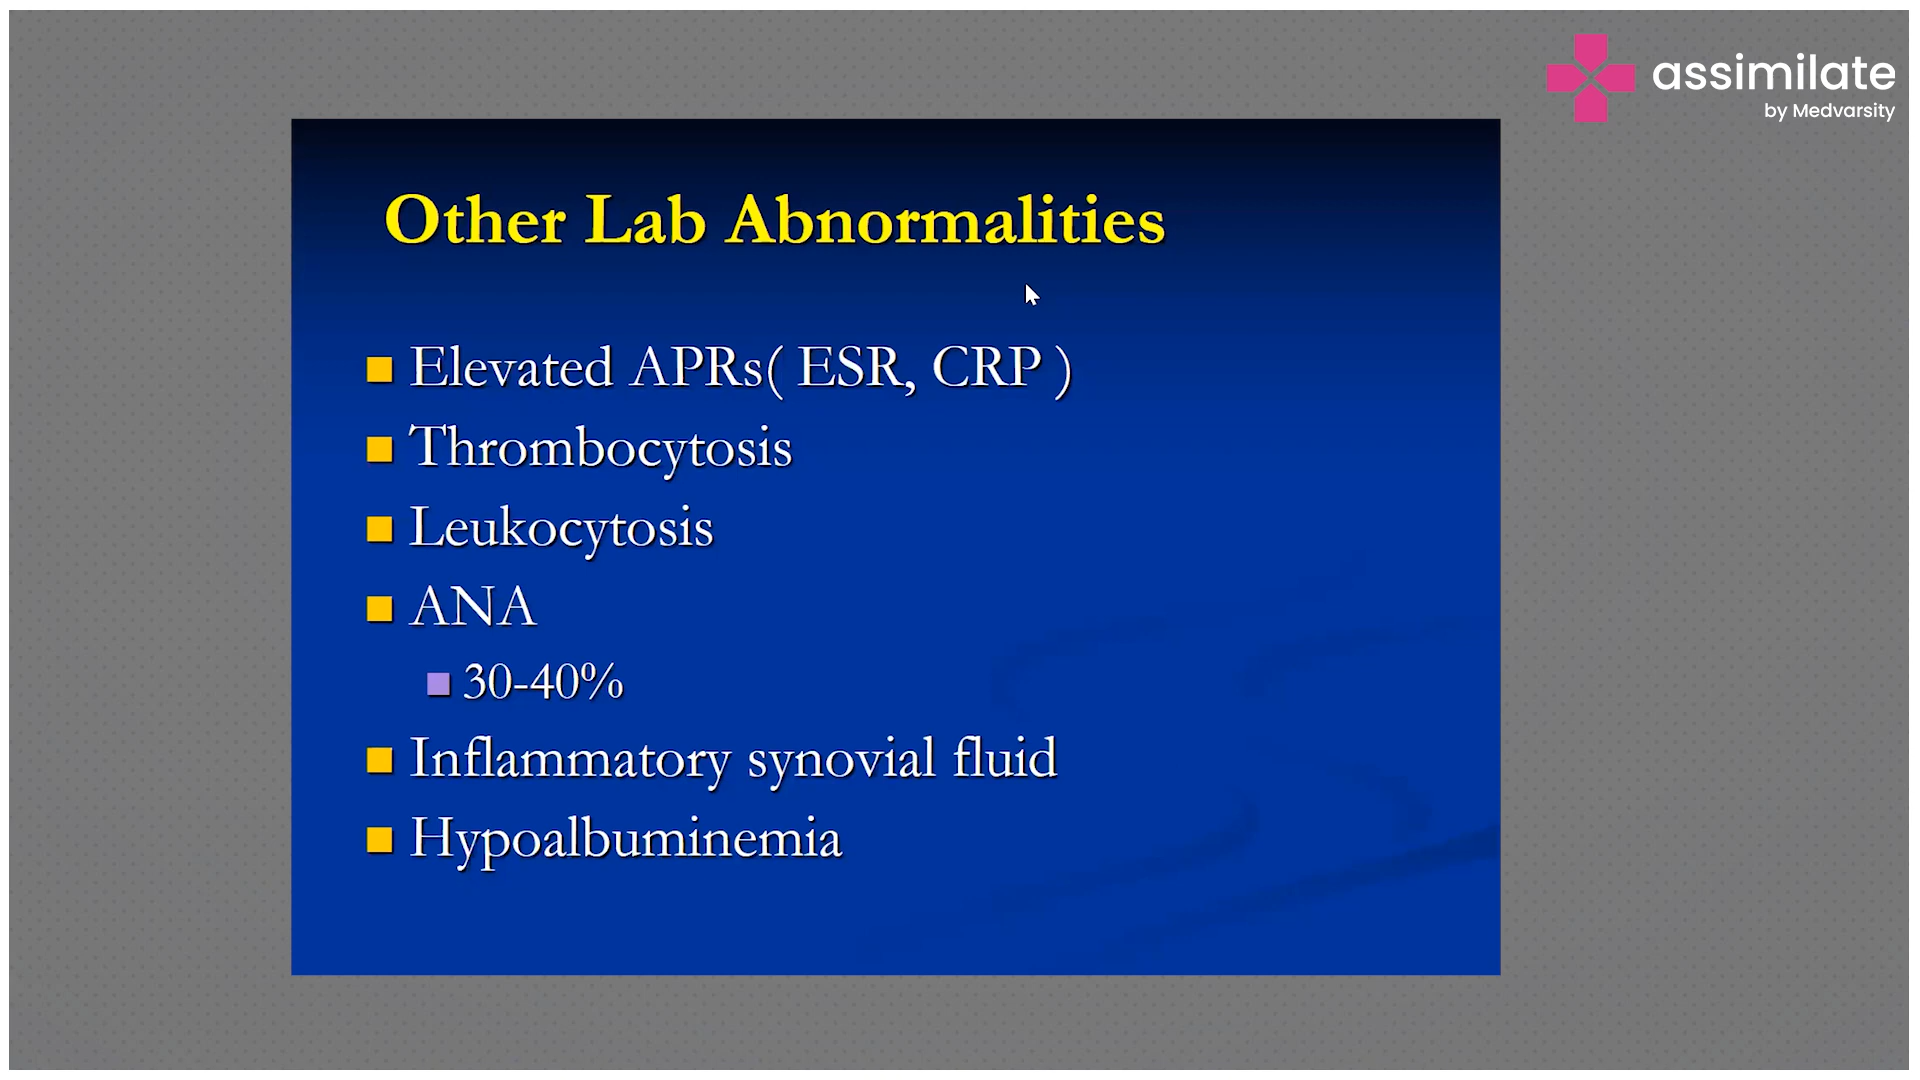 assimilate
by Medvarsity
Other Lab Abnormalities
Elevated APRs( ESR, CRP )
Thrombocytosis
Leukocytosis
ANA
30-40%
Inflammatory synovial fluid
Hypoalbuminemia